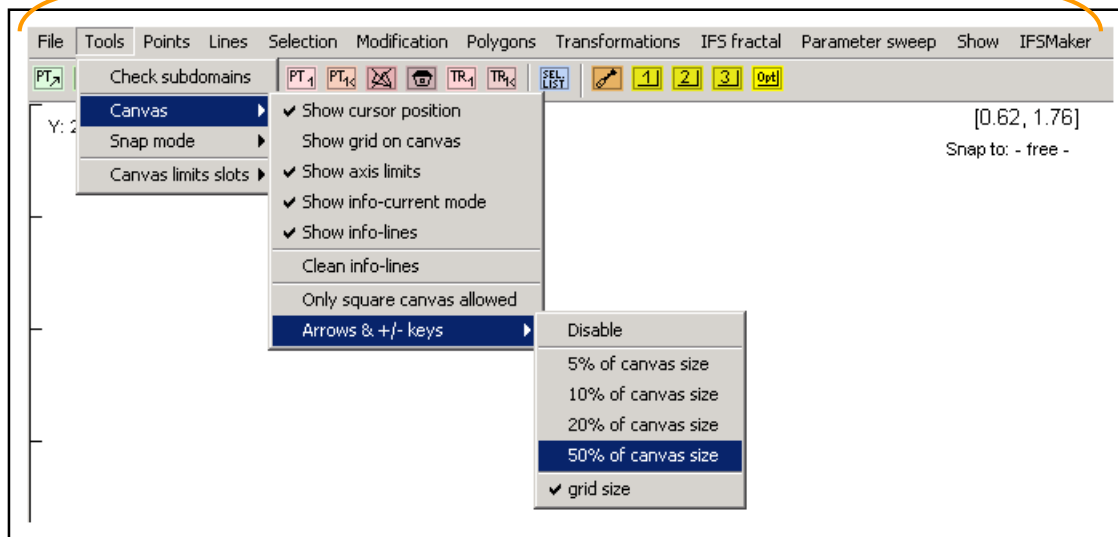 File Tools Points Lines Selection Modification Polygons Transformations IFS fractal Parameter sweep Show IFSMaker
PT PT 1 PT1< TR1 TR1< SEL LIST 1 2 3 Opt
Check subdomains
Canvas
Snap mode
Canvas limits slots
Y: 2
[0.62, 1.76]
Snap to: - free -
Show cursor position
Show grid on canvas
Show axis limits
Show info-current mode
Show info-lines
Clean info-lines
Only square canvas allowed
Arrows & +/- keys
Disable
5% of canvas size
10% of canvas size
20% of canvas size
50% of canvas size
grid size